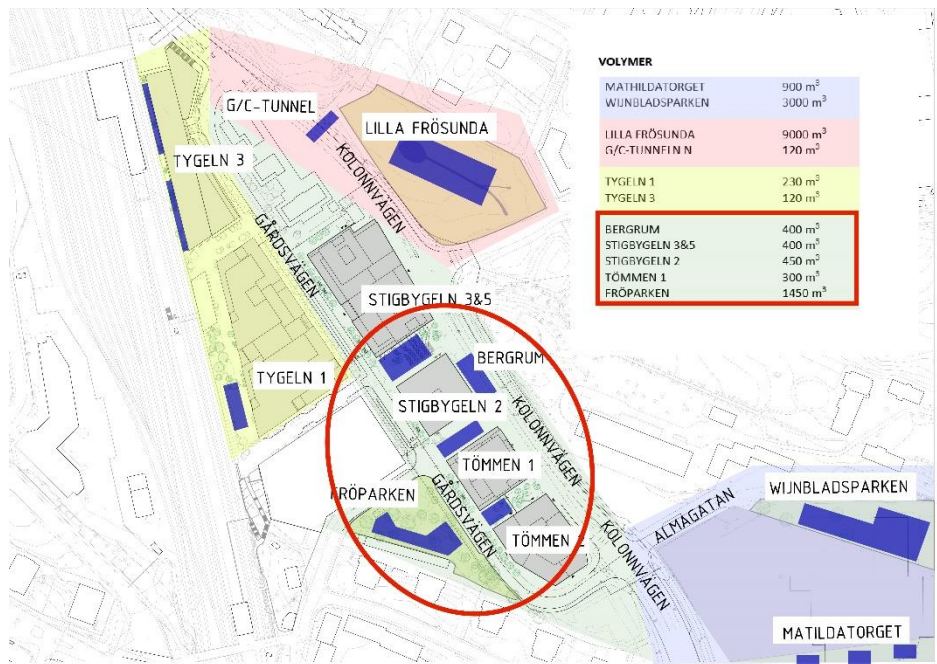 VOLYMER
MATHILDATORGET 900 m³
WIJNBLADSPARKEN 3000 m³
LILLA FRÖSUNDA 9000 m³
G/C-TUNNELN N 120 m³
TYGELN 1 230 m³
TYGELN 3 120 m³
BERGRUM 400 m³
STIGBYGELN 3&5 400 m³
STIGBYGELN 2 450 m³
TÖMMEN 1 300 m³
FRÖPARKEN 1450 m³
G/C-TUNNEL
LILLA FRÖSUNDA
TYGELN 3
KOLONNVÄGEN
GÅRDSVÄGEN
STIGBYGELN 3&5
BERGRUM
TYGELN 1
STIGBYGELN 2
KOLONNVÄGEN
TÖMMEN 1
FRÖPARKEN
GÅRDSVÄGEN
TÖMMEN 2
KOLONNVÄGEN
ALMAGATAN
WIJNBLADSPARKEN
MATILDATORGET